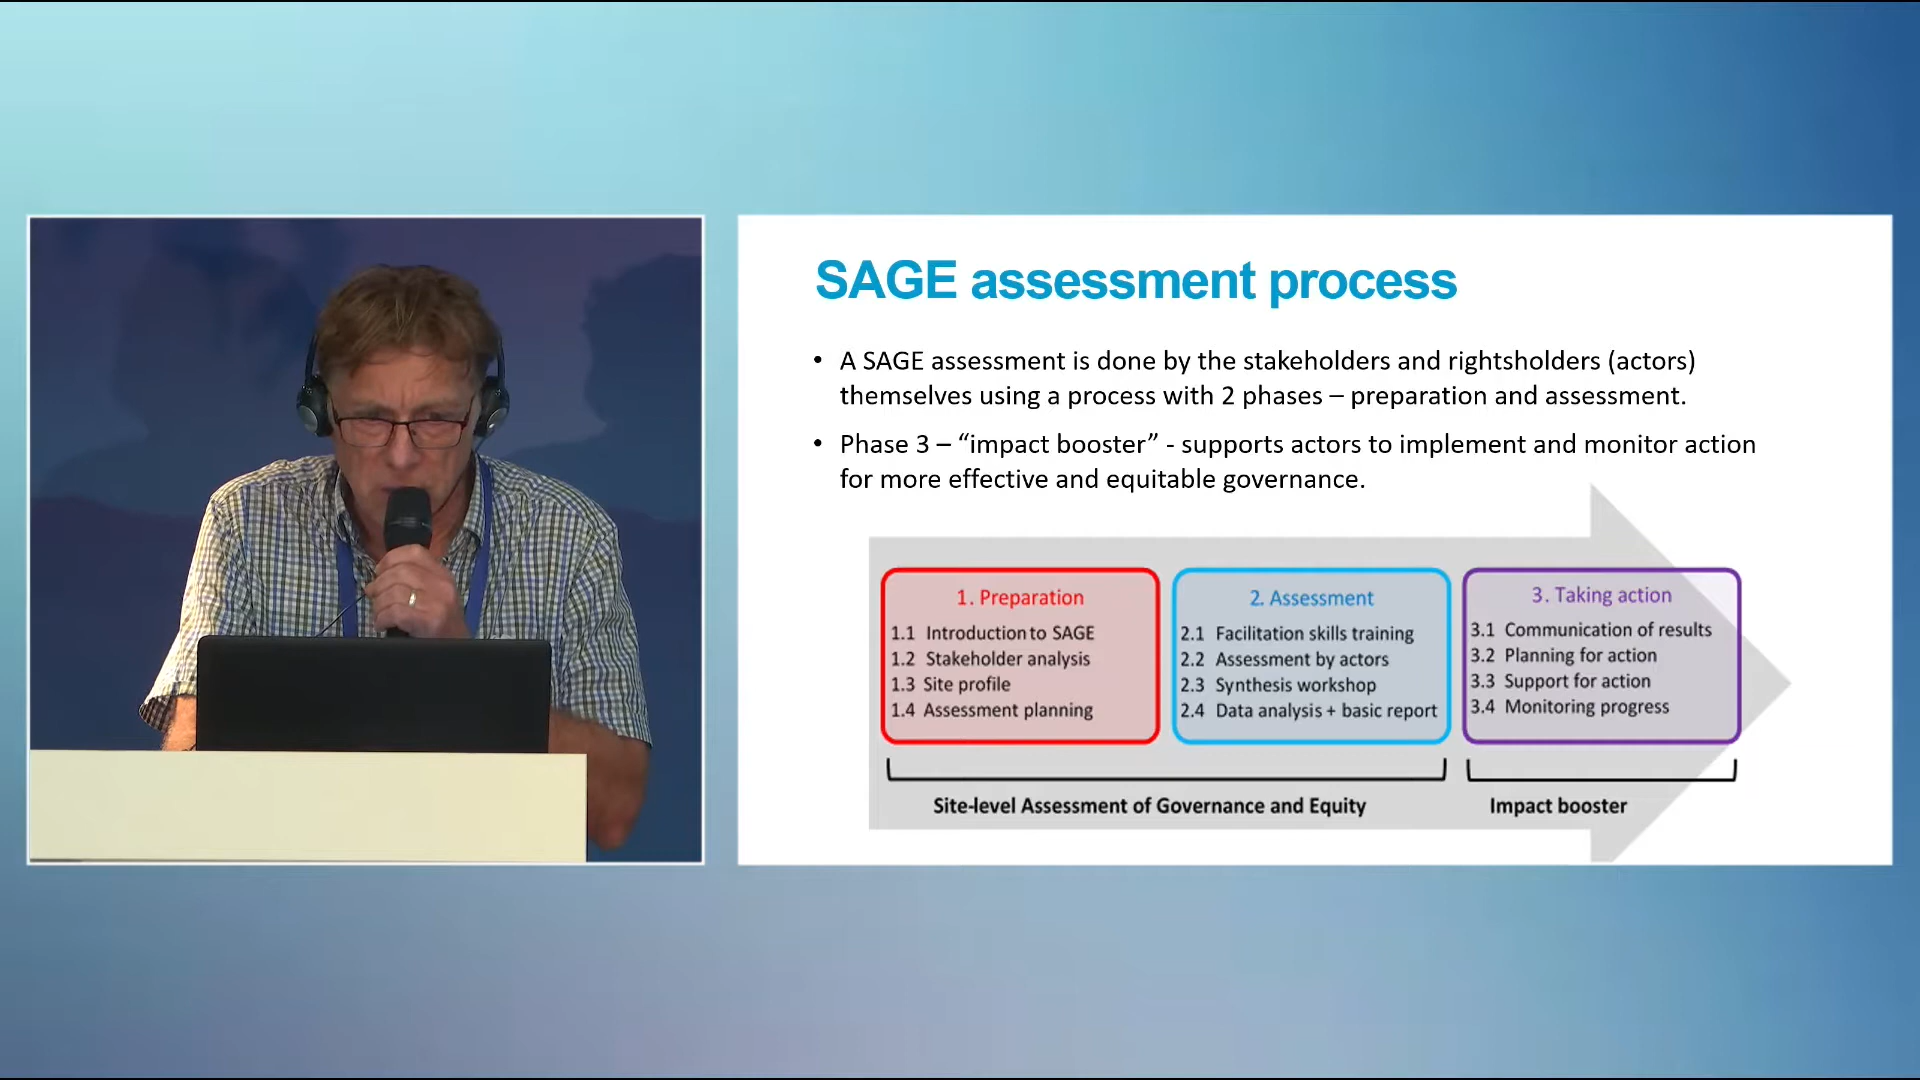 SAGE assessment process
• A SAGE assessment is done by the stakeholders and rightsholders (actors)
themselves using a process with 2 phases – preparation and assessment.
• Phase 3 – “impact booster” - supports actors to implement and monitor action
for more effective and equitable governance.
1. Preparation
1.1 Introduction to SAGE
1.2 Stakeholder analysis
1.3 Site profile
1.4 Assessment planning
2. Assessment
2.1 Facilitation skills training
2.2 Assessment by actors
2.3 Synthesis workshop
2.4 Data analysis + basic report
3. Taking action
3.1 Communication of results
3.2 Planning for action
3.3 Support for action
3.4 Monitoring progress
Site-level Assessment of Governance and Equity
Impact booster